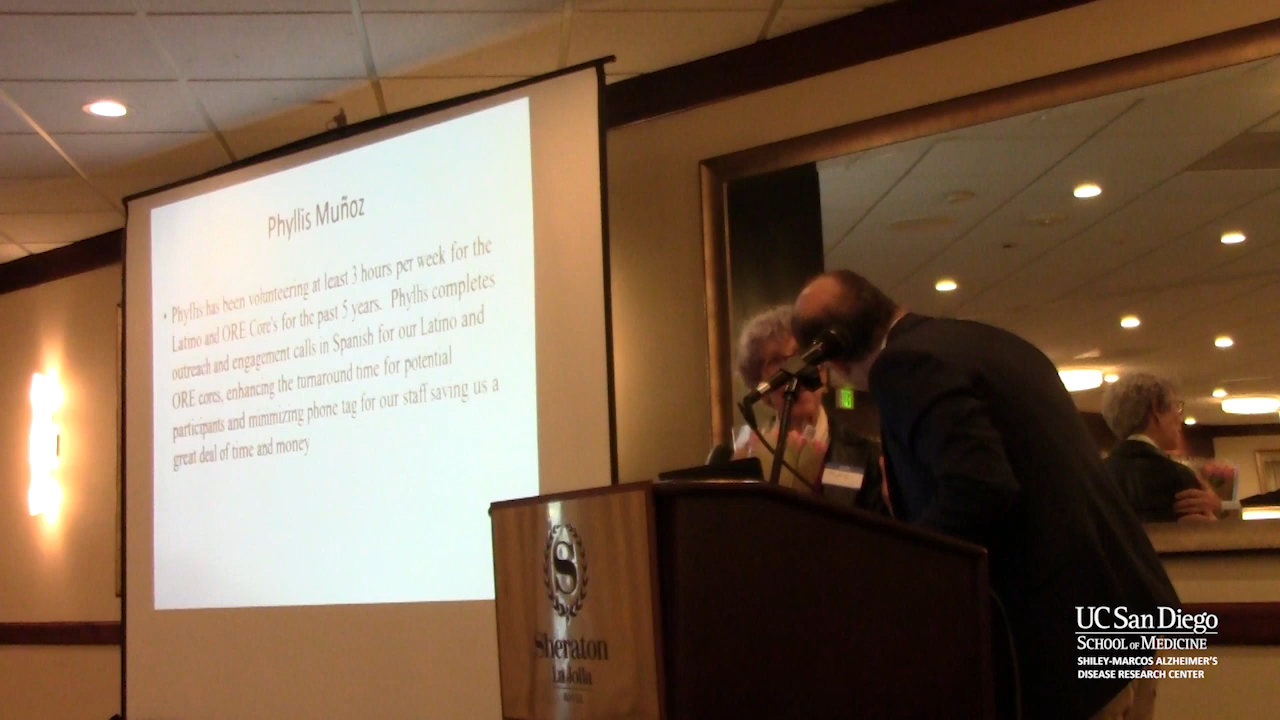 Phyllis Muñoz
• Phyllis has been volunteering at least 3 hours per week for the
Latino and ORE Core's for the past 5 years. Phyllis completes
outreach and engagement calls in Spanish for our Latino and
ORE cores, enhancing the turnaround time for potential
participants and minimizing phone tag for our staff saving us a
great deal of time and money
S
Sheraton
La Jolla
UC San Diego
SCHOOL OF MEDICINE
SHILEY-MARCOS ALZHEIMER'S
DISEASE RESEARCH CENTER